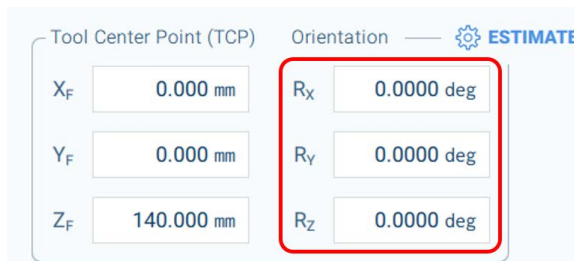 Tool Center Point (TCP) Orientation ESTIMATE
XF 0.000 mm RX 0.0000 deg
YF 0.000 mm RY 0.0000 deg
ZF 140.000 mm RZ 0.0000 deg